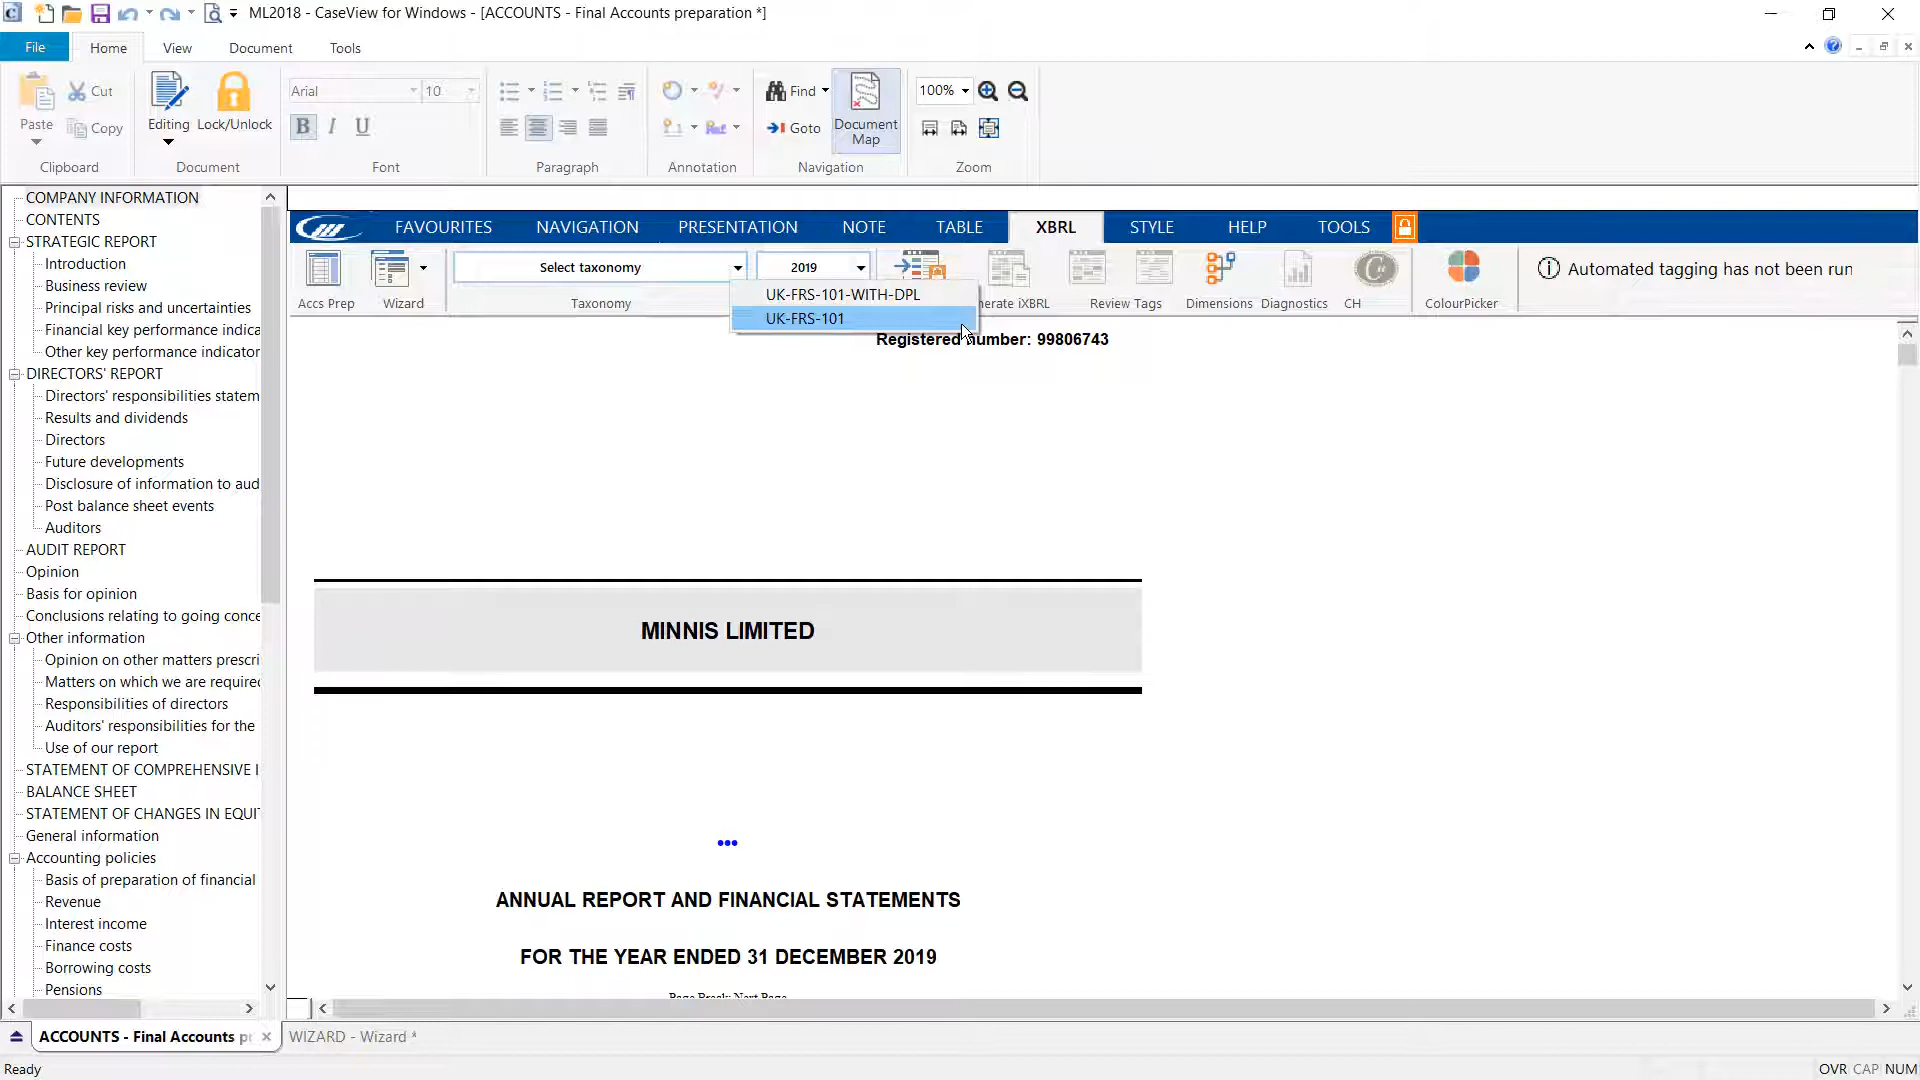 ML2018 - CaseView for Windows - [ACCOUNTS - Final Accounts preparation *]
File Home View Document Tools
Paste Cut Copy
Clipboard
Editing Lock/Unlock
Document
Arial 10
B I U
Font
Paragraph
Annotation
Find
Goto
Document Map
Navigation
100%
Zoom
COMPANY INFORMATION
CONTENTS
STRATEGIC REPORT
Introduction
Business review
Principal risks and uncertainties
Financial key performance indica
Other key performance indicator
DIRECTORS' REPORT
Directors' responsibilities statem
Results and dividends
Directors
Future developments
Disclosure of information to aud
Post balance sheet events
Auditors
AUDIT REPORT
Opinion
Basis for opinion
Conclusions relating to going conce
Other information
Opinion on other matters prescri
Matters on which we are required
Responsibilities of directors
Auditors' responsibilities for the
Use of our report
STATEMENT OF COMPREHENSIVE I
BALANCE SHEET
STATEMENT OF CHANGES IN EQUIT
General information
Accounting policies
Basis of preparation of financial
Revenue
Interest income
Finance costs
Borrowing costs
Pensions
FAVOURITES NAVIGATION PRESENTATION NOTE TABLE XBRL STYLE HELP TOOLS
Accs Prep
Wizard
Select taxonomy
Taxonomy
2019
UK-FRS-101-WITH-DPL
UK-FRS-101
nerate iXBRL
Review Tags
Dimensions
Diagnostics
CH
ColourPicker
Automated tagging has not been run
Registered number: 99806743
MINNIS LIMITED
ANNUAL REPORT AND FINANCIAL STATEMENTS
FOR THE YEAR ENDED 31 DECEMBER 2019
Page Break: Next Page
ACCOUNTS - Final Accounts pr
WIZARD - Wizard *
Ready
OVR CAP NUM